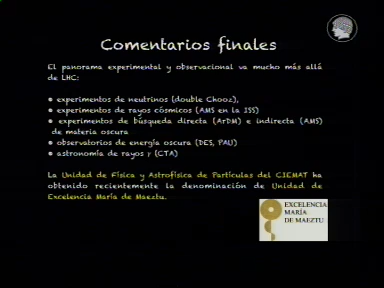 Comentarios finales
El panorama experimental y observacional va mucho más allá
de LHC:
• experimentos de neutrinos (double Chooz),
• experimentos de rayos cósmicos (AMS en la ISS)
• experimentos de búsqueda directa (ArDM) e indirecta (AMS)
de materia oscura
• observatorios de energía oscura (DES, PAU)
• astronomía de rayos γ (CTA)
La Unidad de Física y Astrofísica de Partículas del CIEMAT ha
obtenido recientemente la denominación de Unidad de
Excelencia María de Maeztu.
EXCELENCIA
MARÍA
DE MAEZTU